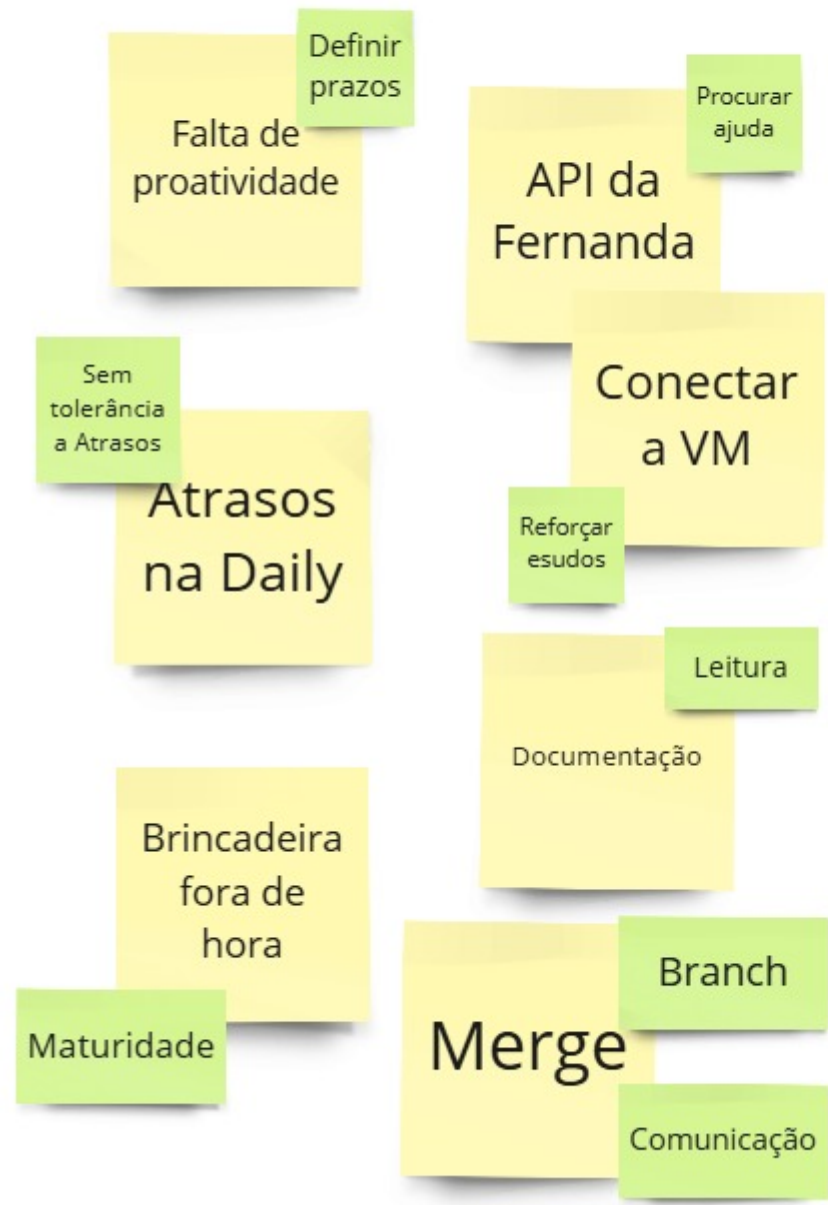 Definir
prazos
Falta de
proatividade
Procurar
ajuda
API da
Fernanda
Sem
tolerância
a Atrasos
Atrasos
na Daily
Conectar
a VM
Reforçar
esudos
Leitura
Documentação
Brincadeira
fora de
hora
Maturidade
Branch
Merge
Comunicação